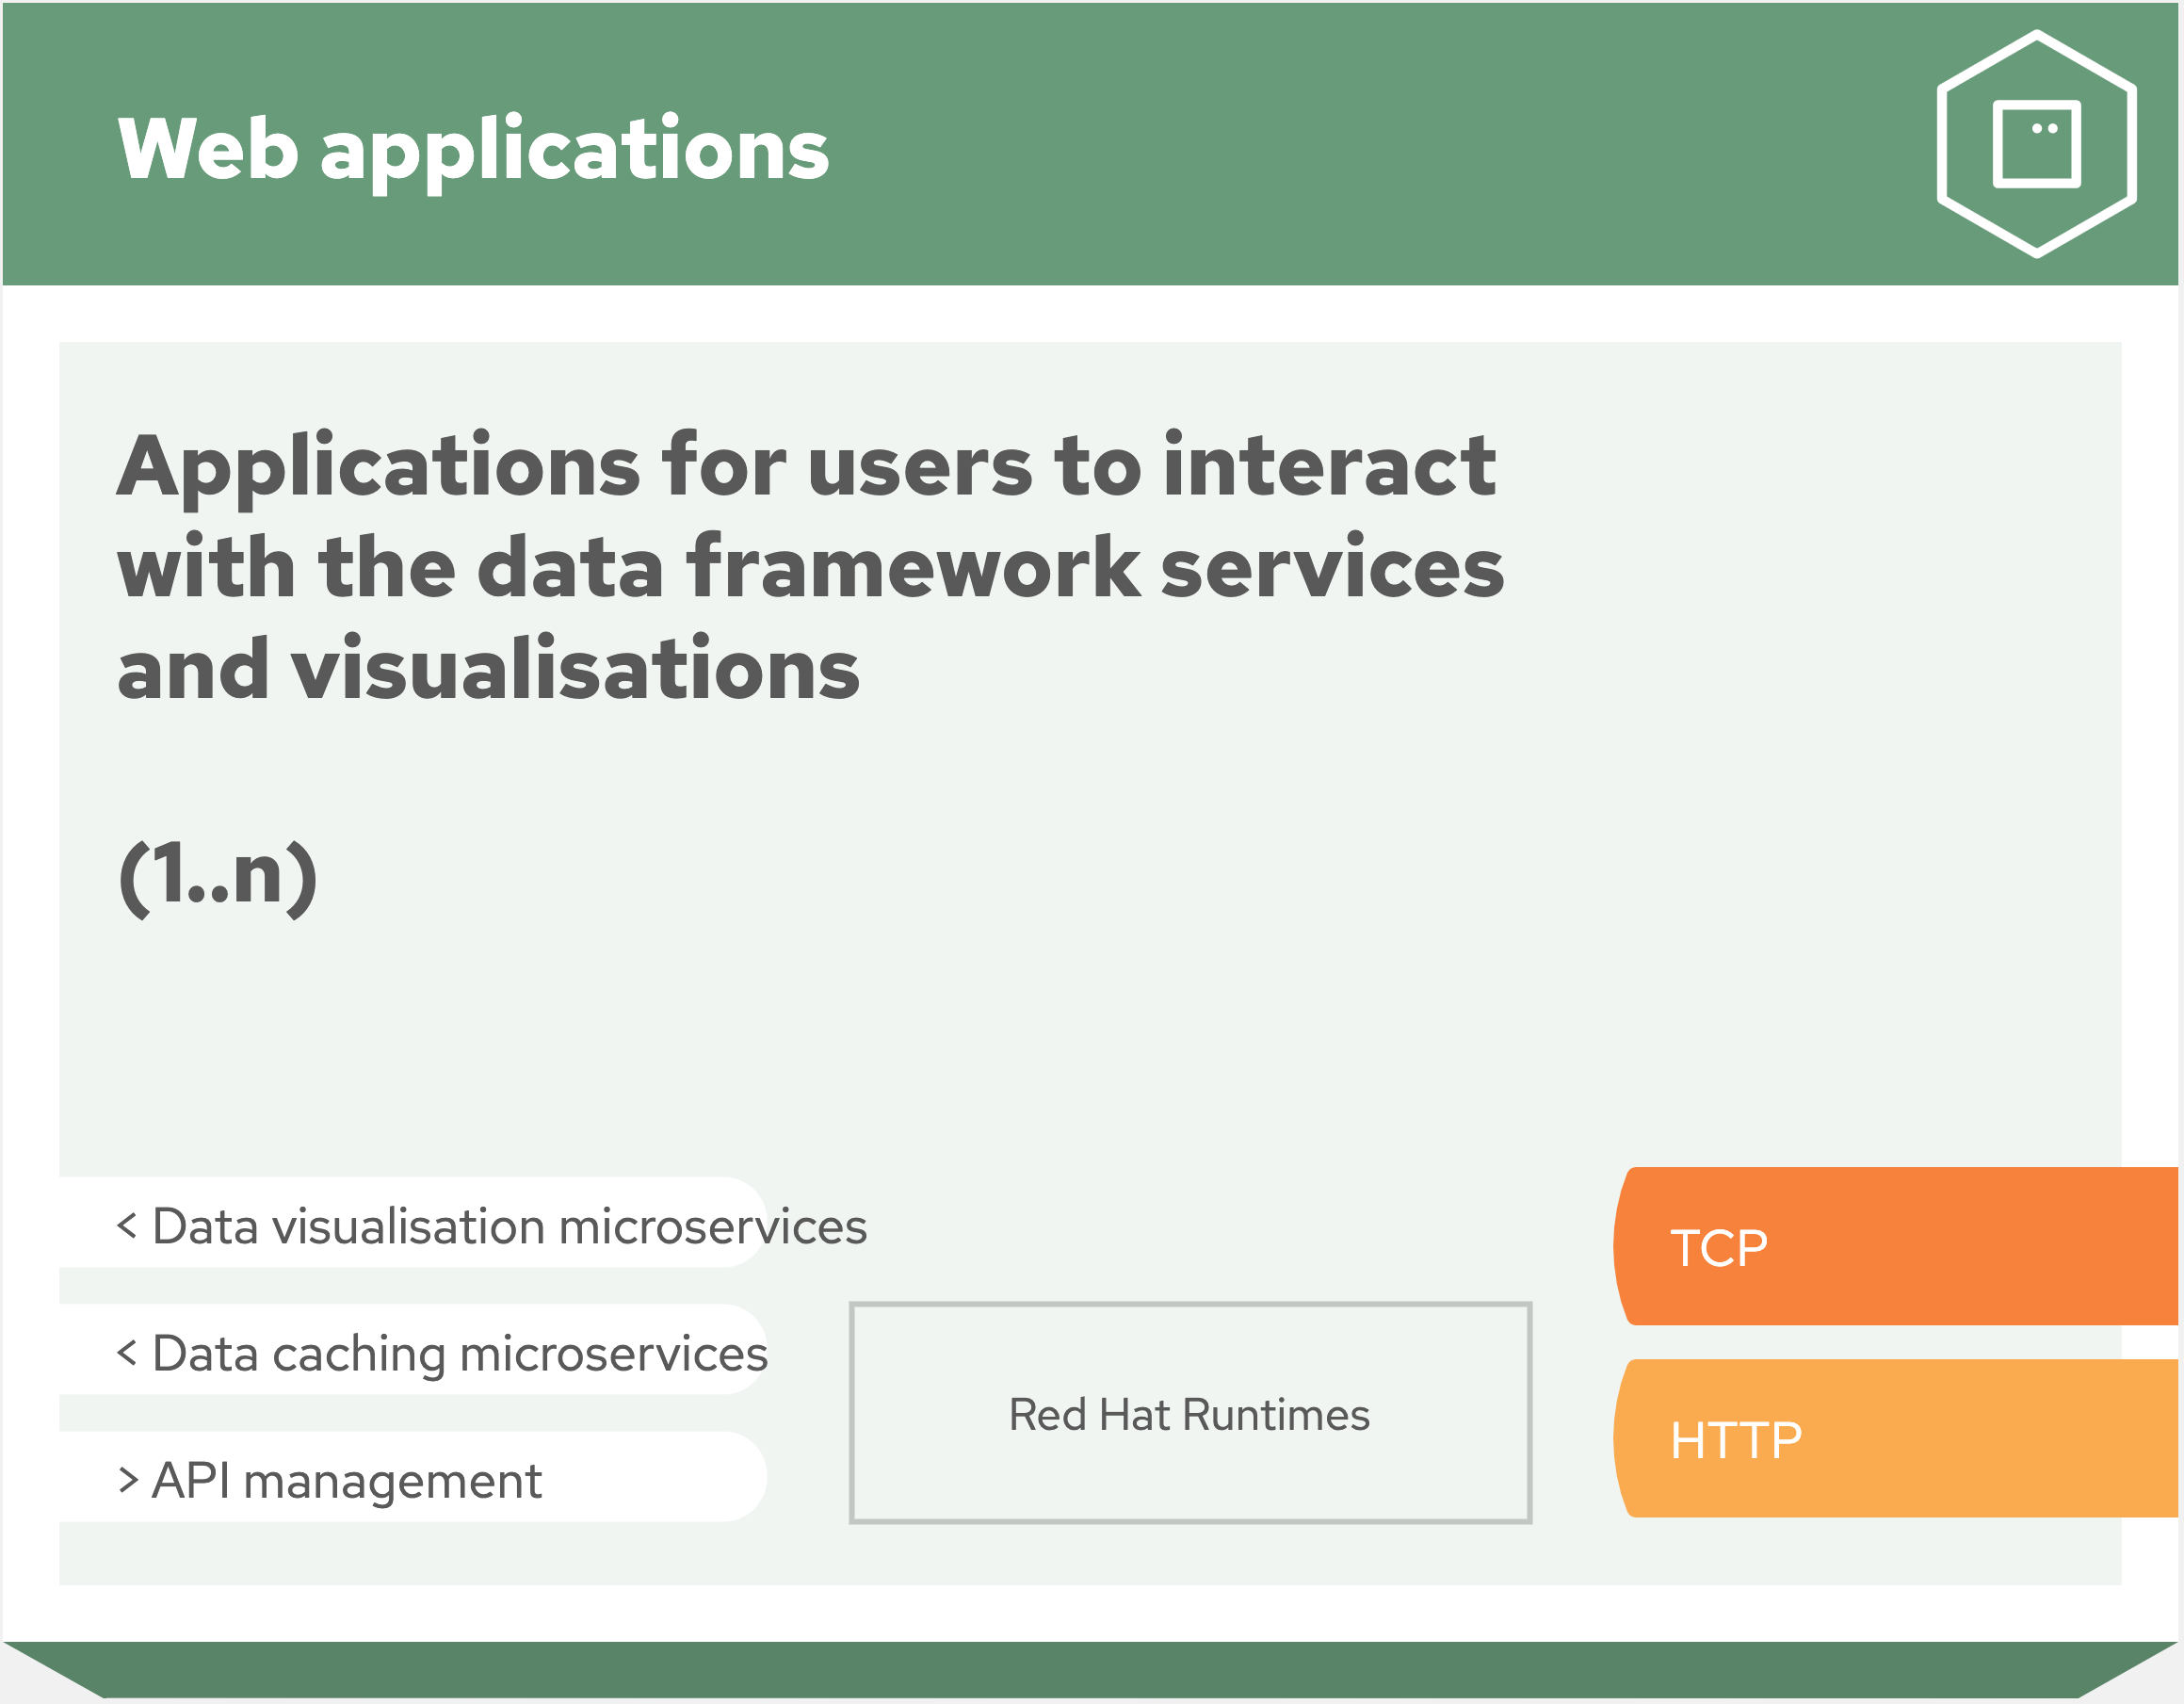 Web applications
Applications for users to interact
with the data framework services
and visualisations
(1..n)
< Data visualisation microservices
< Data caching microservices
> API management
Red Hat Runtimes
TCP
HTTP